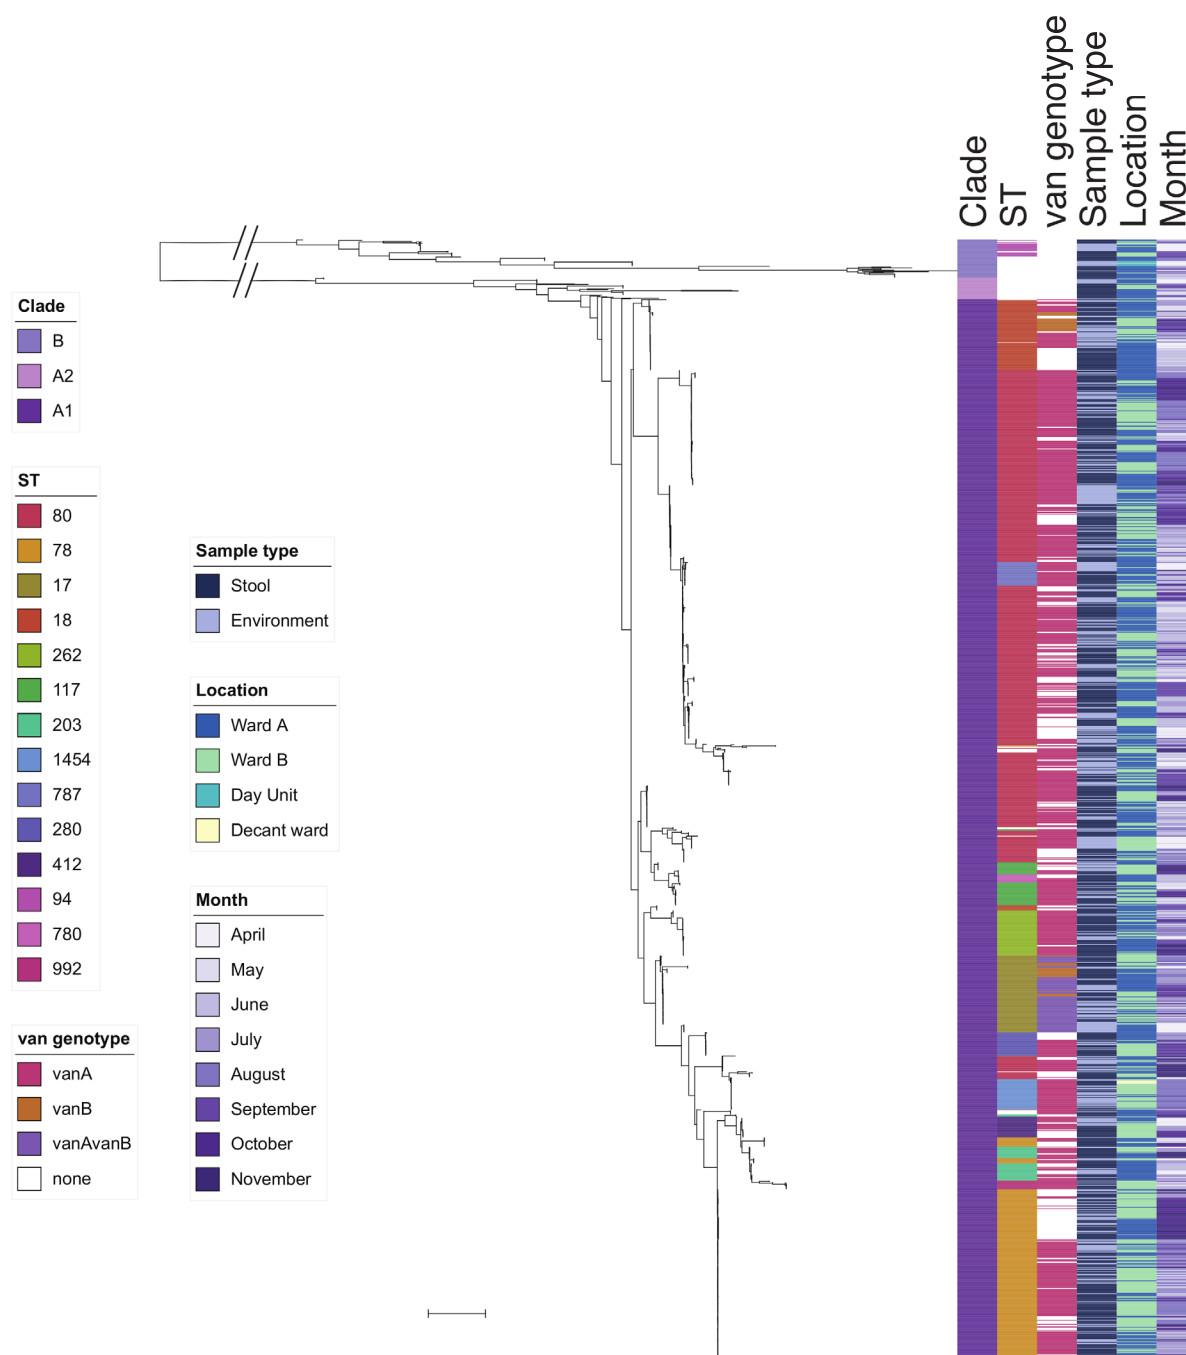 Clade
ST
van genotype
Sample type
Location
Month
Clade
B
A2
A1
ST
80
78
17
18
262
117
203
1454
787
280
412
94
780
992
van genotype
vanA
vanB
vanAvanB
none
Sample type
Stool
Environment
Location
Ward A
Ward B
Day Unit
Decant ward
Month
April
May
June
July
August
September
October
November